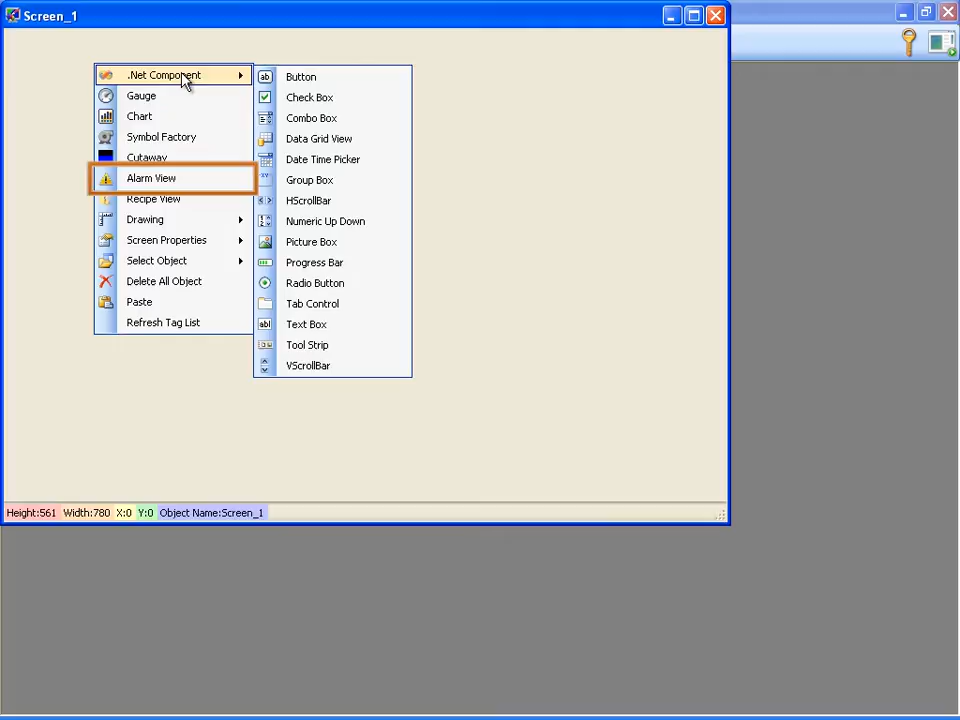 Screen_1
.Net Component
Gauge
Chart
Symbol Factory
Cutaway
Alarm View
Recipe View
Drawing
Screen Properties
Select Object
Delete All Object
Paste
Refresh Tag List
Button
Check Box
Combo Box
Data Grid View
Date Time Picker
Group Box
HScrollBar
Numeric Up Down
Picture Box
Progress Bar
Radio Button
Tab Control
Text Box
Tool Strip
VScrollBar
Height:561 Width:780 X:0 Y:0 Object Name:Screen_1